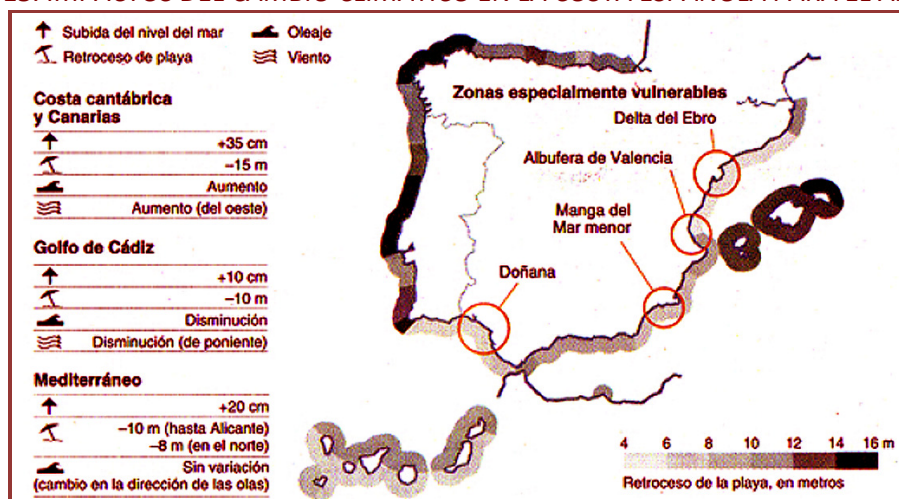 Subida del nivel del mar
Oleaje
Retroceso de playa
Viento
Costa cantábrica
y Canarias
+35 cm
–15 m
Aumento
Aumento (del oeste)
Golfo de Cádiz
+10 cm
–10 m
Disminución
Disminución (de poniente)
Mediterráneo
+20 cm
–10 m (hasta Alicante)
–8 m (en el norte)
Sin variación
(cambio en la dirección de las olas)
Zonas especialmente vulnerables
Delta del Ebro
Albufera de Valencia
Manga del
Mar menor
Doñana
4 6 8 10 12 14 16 m
Retroceso de la playa, en metros